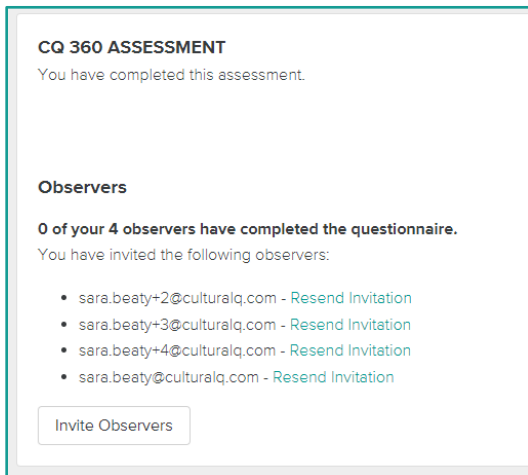 CQ 360 ASSESSMENT
You have completed this assessment.
Observers
0 of your 4 observers have completed the questionnaire.
You have invited the following observers:
• sara.beaty+2@culturalq.com - Resend Invitation
• sara.beaty+3@culturalq.com - Resend Invitation
• sara.beaty+4@culturalq.com - Resend Invitation
• sara.beaty@culturalq.com - Resend Invitation
Invite Observers